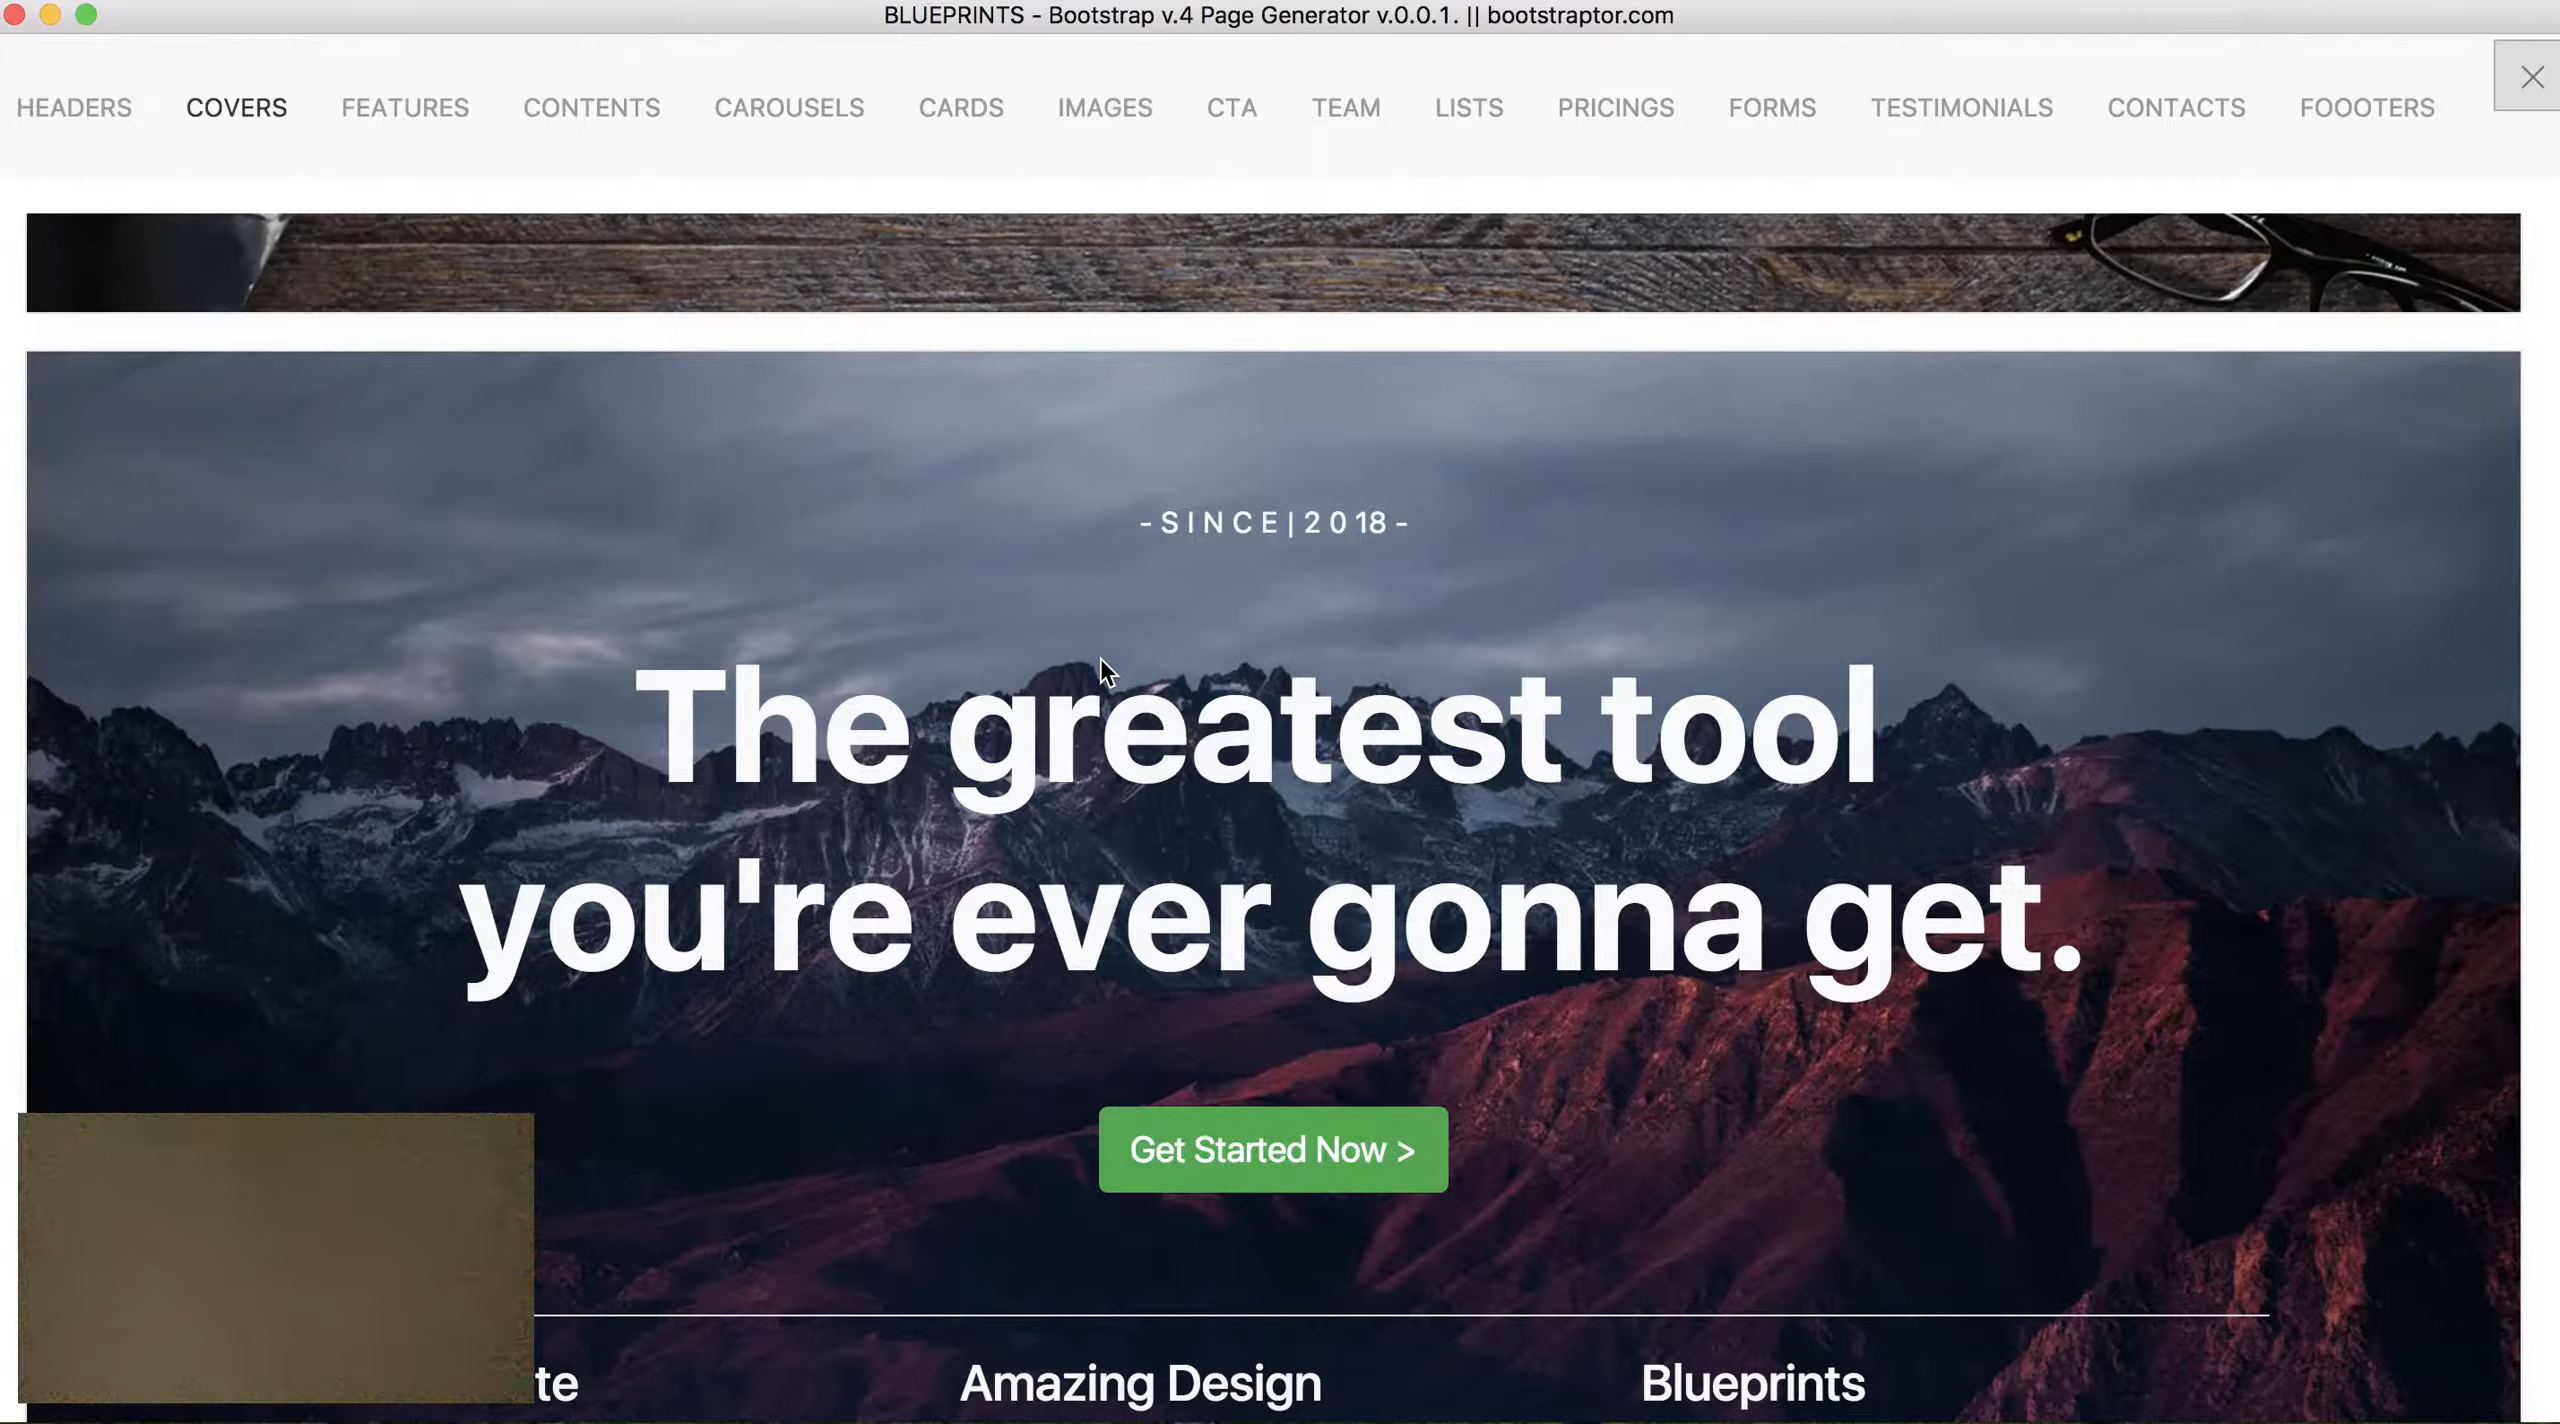 BLUEPRINTS - Bootstrap v.4 Page Generator v.0.0.1. || bootstraptor.com
HEADERS COVERS FEATURES CONTENTS CAROUSELS CARDS IMAGES CTA TEAM LISTS PRICINGS FORMS TESTIMONIALS CONTACTS FOOOTERS
- S I N C E | 2 0 18 -
The greatest tool
you're ever gonna get.
Get Started Now >
te Amazing Design Blueprints